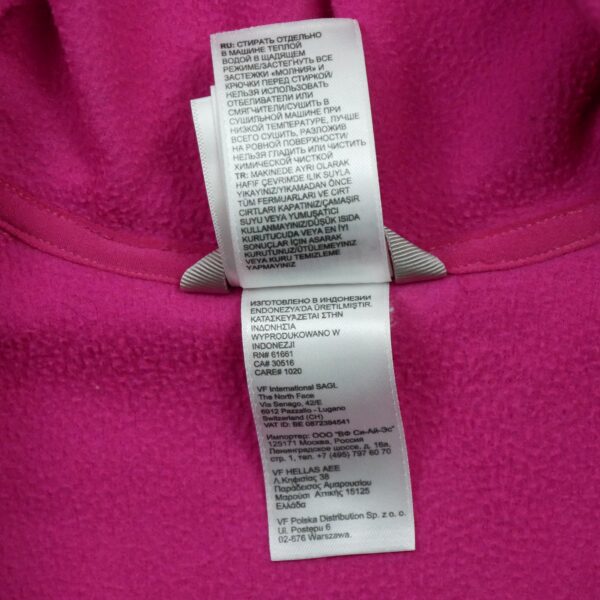 RU: СТИРАТЬ ОТДЕЛЬНО
В МАШИНЕ ТЕПЛОЙ
ВОДОЙ В ЩАДЯЩЕМ
РЕЖИМЕ/ЗАСТЕГНУТЬ ВСЕ
ЗАСТЕЖКИ «МОЛНИЯ» И
КРЮЧКИ ПЕРЕД СТИРКОЙ/
НЕЛЬЗЯ ИСПОЛЬЗОВАТЬ
ОТБЕЛИВАТЕЛИ ИЛИ
СМЯГЧИТЕЛИ/СУШИТЬ В
СУШИЛЬНОЙ МАШИНЕ ПРИ
НИЗКОЙ ТЕМПЕРАТУРЕ, ЛУЧШЕ
ВСЕГО СУШИТЬ, РАЗЛОЖИВ
НА РОВНОЙ ПОВЕРХНОСТИ/
НЕЛЬЗЯ ГЛАДИТЬ ИЛИ ЧИСТИТЬ
ХИМИЧЕСКОЙ ЧИСТКОЙ
TR: MAKINEDE AYRI OLARAK
HAFIF ÇEVRIMDE ILIK SUYLA
YIKAYINIZ/YIKAMADAN ÖNCE
TÜM FERMUARLARI VE CIRT
CIRTLARI KAPATINIZ/ÇAMAŞIR
SUYU VEYA YUMUŞATICI
KULLANMAYINIZ/DÜŞÜK ISIDA
KURUTUCUDA VEYA EN İYİ
SONUÇLAR İÇİN ASARAK
KURUTUNUZ/ÜTÜLEMEYINIZ
VEYA KURU TEMIZLEME
YAPMAYINIZ
ИЗГОТОВЛЕНО В ИНДОНЕЗИИ
ENDONEZYA'DA ÜRETILMIŞTIR.
ΚΑΤΑΣΚΕΥΑΖΕΤΑΙ ΣΤΗΝ
ΙΝΔΟΝΗΣΙΑ
WYPRODUKOWANO W
INDONEZJI
RN# 61661
CA# 30516
CARE# 1020
VF International SAGL
The North Face
Via Senago, 42/E
6912 Pazzallo - Lugano
Switzerland (CH)
VAT ID: BE 0872394541
Импортер: ООО "ВФ Си-Ай-Эс"
125171 Москва, Россия
Ленинградское шоссе, д. 16а,
стр. 1, тел +7 (495) 797 60 70
VF HELLAS AEE
Λ.Κηφισίας 38
Παράδεισος Αμαρουσίου
Μαρούσι Αττικής 15125
Ελλάδα
VF Polska Distribution Sp. z o. o.
Ul. Postepu 6
02-676 Warszawa.